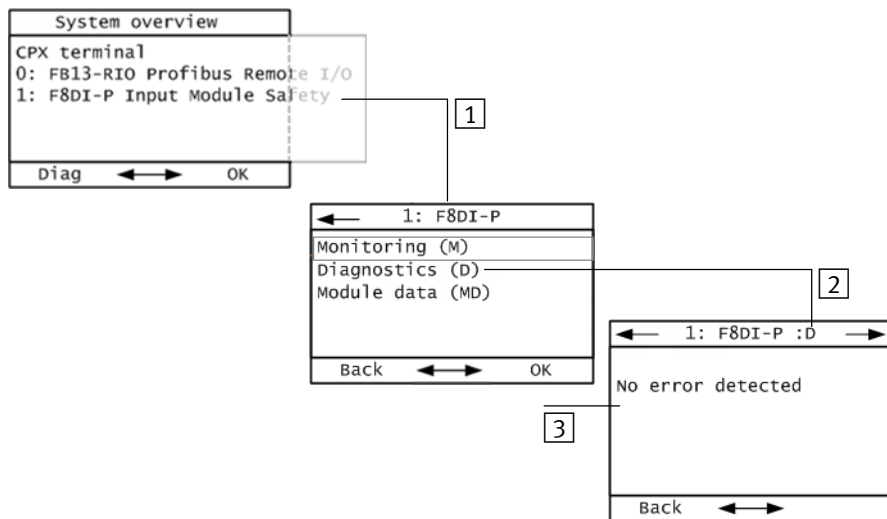 System overview
CPX terminal
0: FB13-RIO Profibus Remote I/O
1: F8DI-P Input Module Safety
Diag OK
1
1: F8DI-P
Monitoring (M)
Diagnostics (D)
Module data (MD)
Back OK
2
1: F8DI-P :D
No error detected
3
Back